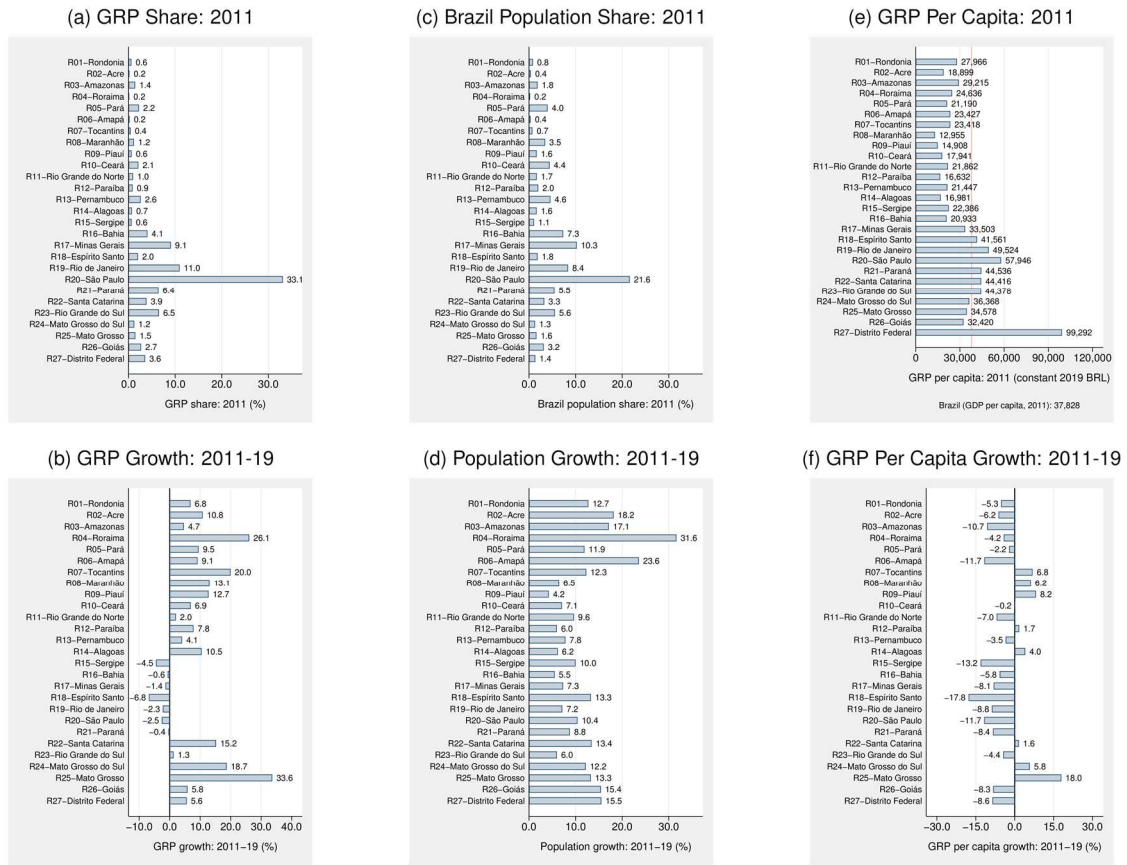 (a) GRP Share: 2011
R01−Rondonia 0.6
R02−Acre 0.2
R03−Amazonas 1.4
R04−Roraima 0.2
R05−Pará 2.2
R06−Amapá 0.2
R07−Tocantins 0.4
R08−Maranhão 1.2
R09−Piauí 0.6
R10−Ceará 2.1
R11−Rio Grande do Norte 1.0
R12−Paraíba 0.9
R13−Pernambuco 2.6
R14−Alagoas 0.7
R15−Sergipe 0.6
R16−Bahia 4.1
R17−Minas Gerais 9.1
R18−Espírito Santo 2.0
R19−Rio de Janeiro 11.0
R20−São Paulo 33.1
R21−Paraná 6.4
R22−Santa Catarina 3.9
R23−Rio Grande do Sul 6.5
R24−Mato Grosso do Sul 1.2
R25−Mato Grosso 1.5
R26−Goiás 2.7
R27−Distrito Federal 3.6
0.0 10.0 20.0 30.0
GRP share: 2011 (%)
(c) Brazil Population Share: 2011
R01−Rondonia 0.8
R02−Acre 0.4
R03−Amazonas 1.8
R04−Roraima 0.2
R05−Pará 4.0
R06−Amapá 0.4
R07−Tocantins 0.7
R08−Maranhão 3.5
R09−Piauí 1.6
R10−Ceará 4.4
R11−Rio Grande do Norte 1.7
R12−Paraíba 2.0
R13−Pernambuco 4.6
R14−Alagoas 1.6
R15−Sergipe 1.1
R16−Bahia 7.3
R17−Minas Gerais 10.3
R18−Espírito Santo 1.8
R19−Rio de Janeiro 8.4
R20−São Paulo 21.6
R21−Paraná 5.5
R22−Santa Catarina 3.3
R23−Rio Grande do Sul 5.6
R24−Mato Grosso do Sul 1.3
R25−Mato Grosso 1.6
R26−Goiás 3.2
R27−Distrito Federal 1.4
0.0 10.0 20.0 30.0
Brazil population share: 2011 (%)
(e) GRP Per Capita: 2011
R01−Rondonia 27,966
R02−Acre 18,899
R03−Amazonas 29,215
R04−Roraima 24,636
R05−Pará 21,190
R06−Amapá 23,427
R07−Tocantins 23,418
R08−Maranhão 12,955
R09−Piauí 14,908
R10−Ceará 17,941
R11−Rio Grande do Norte 21,862
R12−Paraíba 16,632
R13−Pernambuco 21,447
R14−Alagoas 16,981
R15−Sergipe 22,386
R16−Bahia 20,933
R17−Minas Gerais 33,503
R18−Espírito Santo 41,561
R19−Rio de Janeiro 49,524
R20−São Paulo 57,946
R21−Paraná 44,536
R22−Santa Catarina 44,416
R23−Rio Grande do Sul 44,378
R24−Mato Grosso do Sul 36,368
R25−Mato Grosso 34,578
R26−Goiás 32,420
R27−Distrito Federal 99,292
0 30,000 60,000 90,000 120,000
GRP per capita: 2011 (constant 2019 BRL)
Brazil (GDP per capita, 2011): 37,828
(b) GRP Growth: 2011-19
R01−Rondonia 6.8
R02−Acre 10.8
R03−Amazonas 4.7
R04−Roraima 26.1
R05−Pará 9.5
R06−Amapá 9.1
R07−Tocantins 20.0
R08−Maranhão 13.1
R09−Piauí 12.7
R10−Ceará 6.9
R11−Rio Grande do Norte 2.0
R12−Paraíba 7.8
R13−Pernambuco 4.1
R14−Alagoas 10.5
R15−Sergipe −4.5
R16−Bahia −0.6
R17−Minas Gerais −1.4
R18−Espírito Santo −6.8
R19−Rio de Janeiro −2.3
R20−São Paulo −2.5
R21−Paraná −0.4
R22−Santa Catarina 15.2
R23−Rio Grande do Sul 1.3
R24−Mato Grosso do Sul 18.7
R25−Mato Grosso 33.6
R26−Goiás 5.8
R27−Distrito Federal 5.6
−10.0 0.0 10.0 20.0 30.0 40.0
GRP growth: 2011−19 (%)
(d) Population Growth: 2011-19
R01−Rondonia 12.7
R02−Acre 18.2
R03−Amazonas 17.1
R04−Roraima 31.6
R05−Pará 11.9
R06−Amapá 23.6
R07−Tocantins 12.3
R08−Maranhão 6.5
R09−Piauí 4.2
R10−Ceará 7.1
R11−Rio Grande do Norte 9.6
R12−Paraíba 6.0
R13−Pernambuco 7.8
R14−Alagoas 6.2
R15−Sergipe 10.0
R16−Bahia 5.5
R17−Minas Gerais 7.3
R18−Espírito Santo 13.3
R19−Rio de Janeiro 7.2
R20−São Paulo 10.4
R21−Paraná 8.8
R22−Santa Catarina 13.4
R23−Rio Grande do Sul 6.0
R24−Mato Grosso do Sul 12.2
R25−Mato Grosso 13.3
R26−Goiás 15.4
R27−Distrito Federal 15.5
0.0 10.0 20.0 30.0
Population growth: 2011−19 (%)
(f) GRP Per Capita Growth: 2011-19
R01−Rondonia −5.3
R02−Acre −6.2
R03−Amazonas −10.7
R04−Roraima −4.2
R05−Pará −2.2
R06−Amapá −11.7
R07−Tocantins 6.8
R08−Maranhão 6.2
R09−Piauí 8.2
R10−Ceará −0.2
R11−Rio Grande do Norte −7.0
R12−Paraíba 1.7
R13−Pernambuco −3.5
R14−Alagoas 4.0
R15−Sergipe −13.2
R16−Bahia −5.8
R17−Minas Gerais −8.1
R18−Espírito Santo −17.8
R19−Rio de Janeiro −8.8
R20−São Paulo −11.7
R21−Paraná −8.4
R22−Santa Catarina 1.6
R23−Rio Grande do Sul −4.4
R24−Mato Grosso do Sul 5.8
R25−Mato Grosso 18.0
R26−Goiás −8.3
R27−Distrito Federal −8.6
−30.0 −15.0 0.0 15.0 30.0
GRP per capita growth: 2011−19 (%)